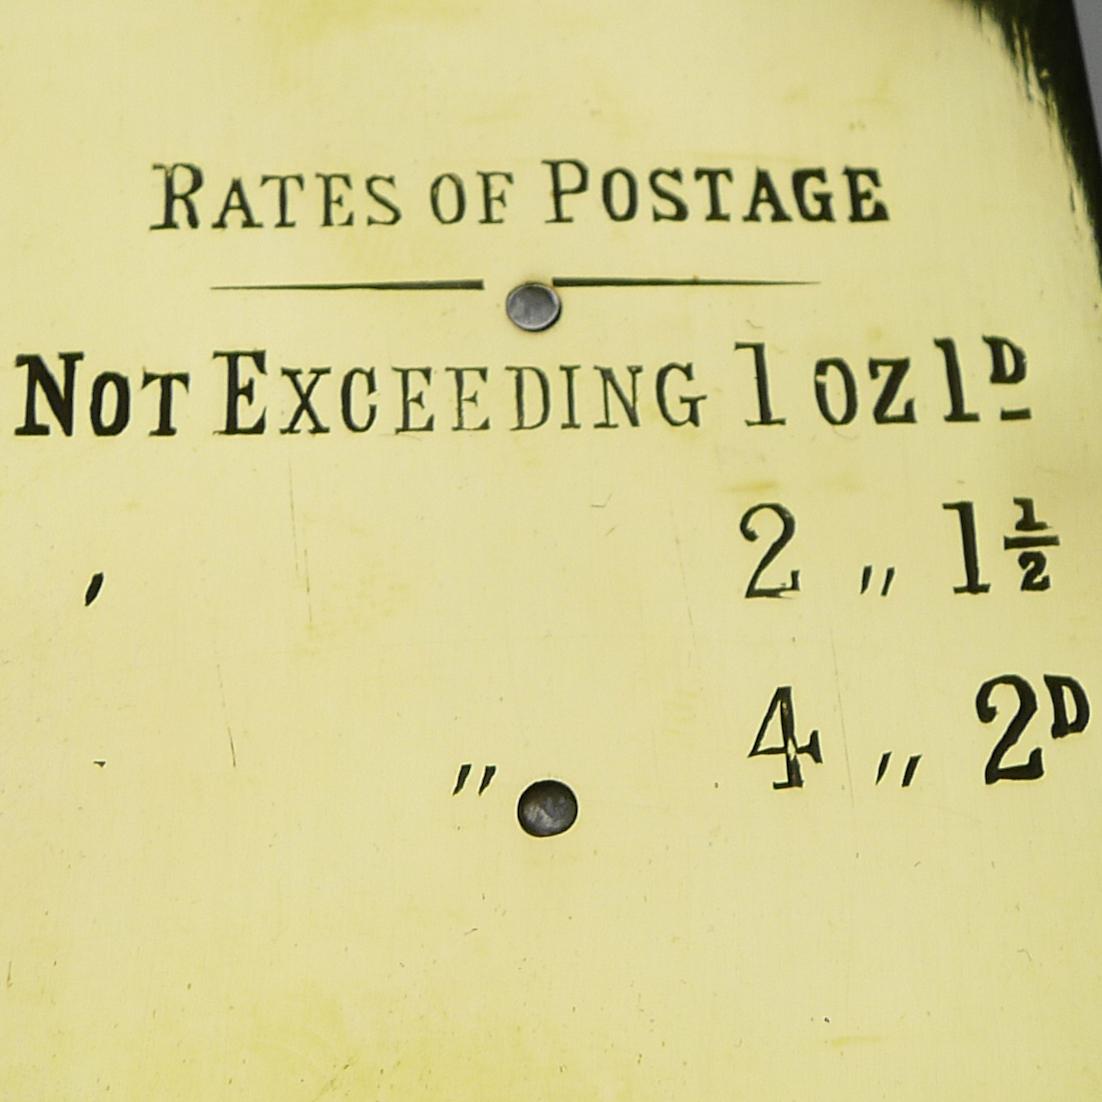 RATES OF POSTAGE
NOT EXCEEDING 1 OZ 1D
′ 2 〃 1½
〃 4 〃 2D